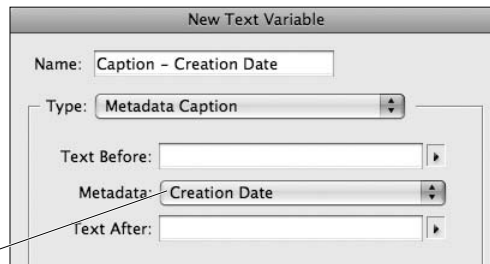 New Text Variable
Name: Caption – Creation Date
Type: Metadata Caption
Text Before:
Metadata: Creation Date
Text After: